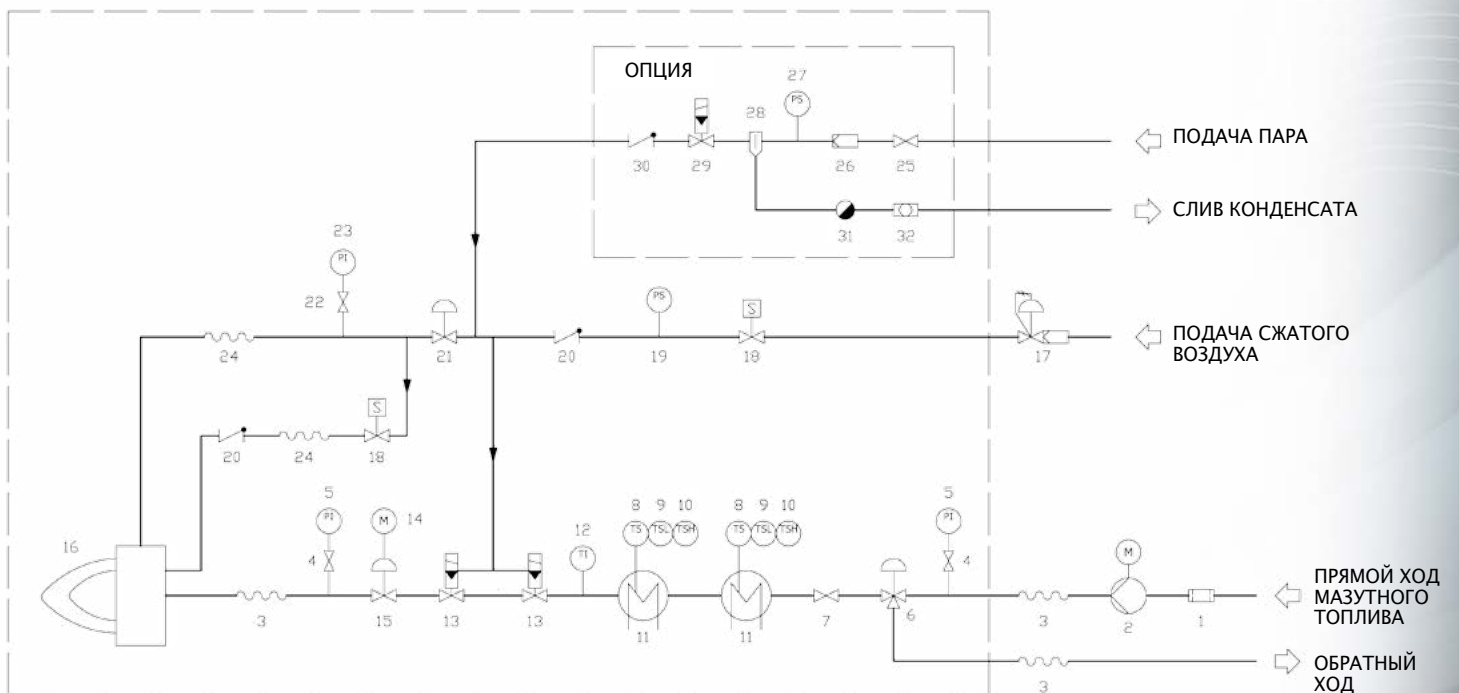 ОПЦИЯ
27
PS
28
30
29
26
25
ПОДАЧА ПАРА
31
32
СЛИВ КОНДЕНСАТА
23
PI
22
PS
S
24
21
20
19
18
17
ПОДАЧА СЖАТОГО
ВОЗДУХА
S
20
24
18
5
PI
4
M
14
12
TI
8
9
10
TS
TSL
TSH
8
9
10
TS
TSL
TSH
5
PI
4
M
16
3
15
13
13
11
11
7
6
3
2
1
ПРЯМОЙ ХОД
МАЗУТНОГО
ТОПЛИВА
3
ОБРАТНЫЙ
ХОД